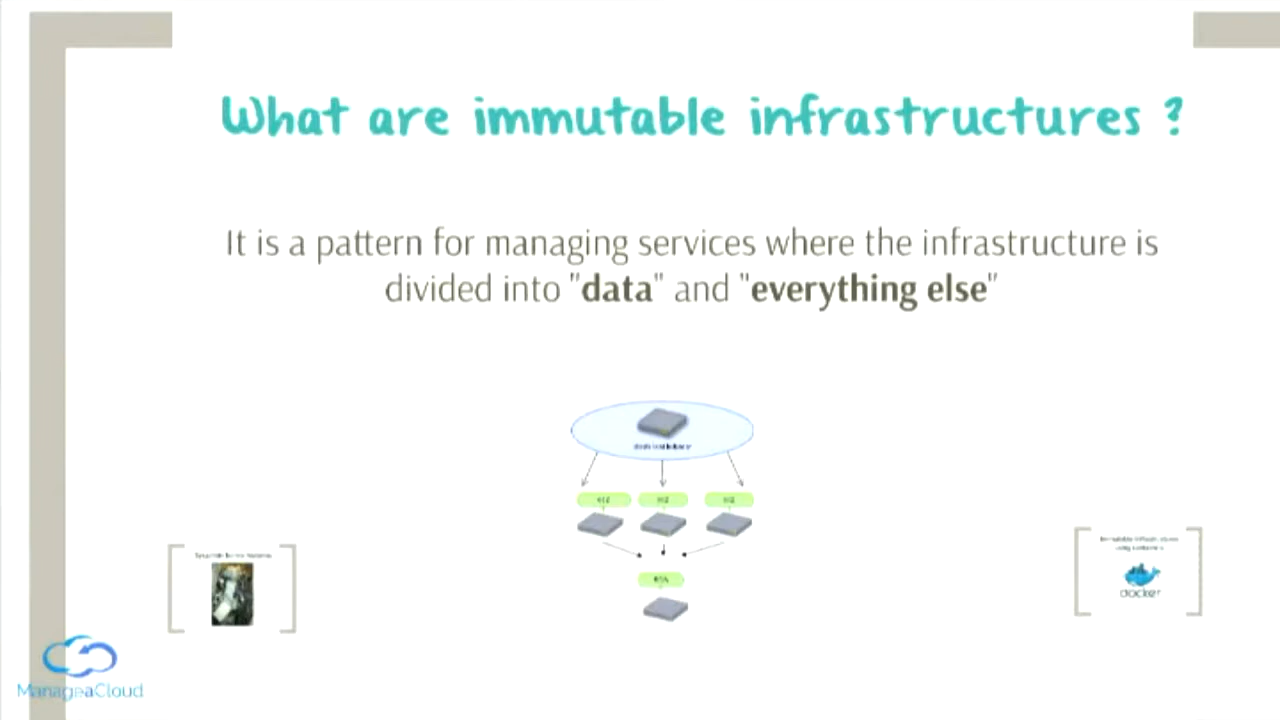 What are immutable infrastructures ?
It is a pattern for managing services where the infrastructure is
divided into "data" and "everything else"
docker
ManageaCloud